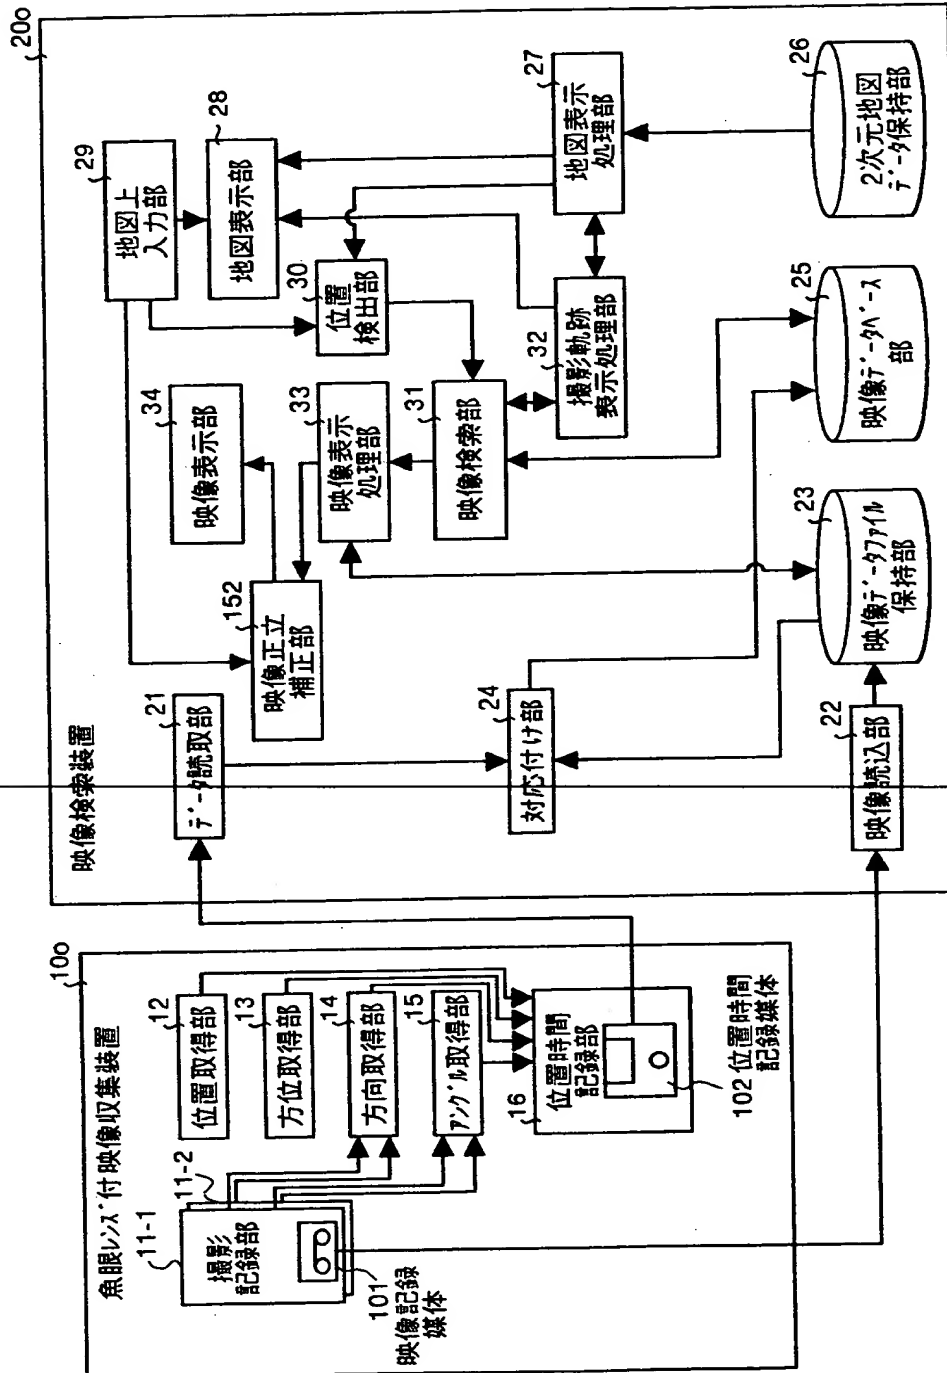 魚眼レンズ付映像収集装置
10o
11-1
11-2
撮影
記録部
101
映像記録
媒体
12
位置取得部
13
方位取得部
14
方向取得部
15
アングル取得部
16
位置時間
記録部
102 位置時間
記録媒体
映像検索装置
20o
21
データ読取部
152
映像正立
補正部
34
映像表示部
29
地図上
入力部
28
地図表示部
33
映像表示
処理部
30
位置
検出部
31
映像検索部
32
撮影軌跡
表示処理部
27
地図表示
処理部
24
対応付け部
22
映像読込部
23
映像データファイル
保持部
25
映像データベース
部
26
2次元地図
データ保持部